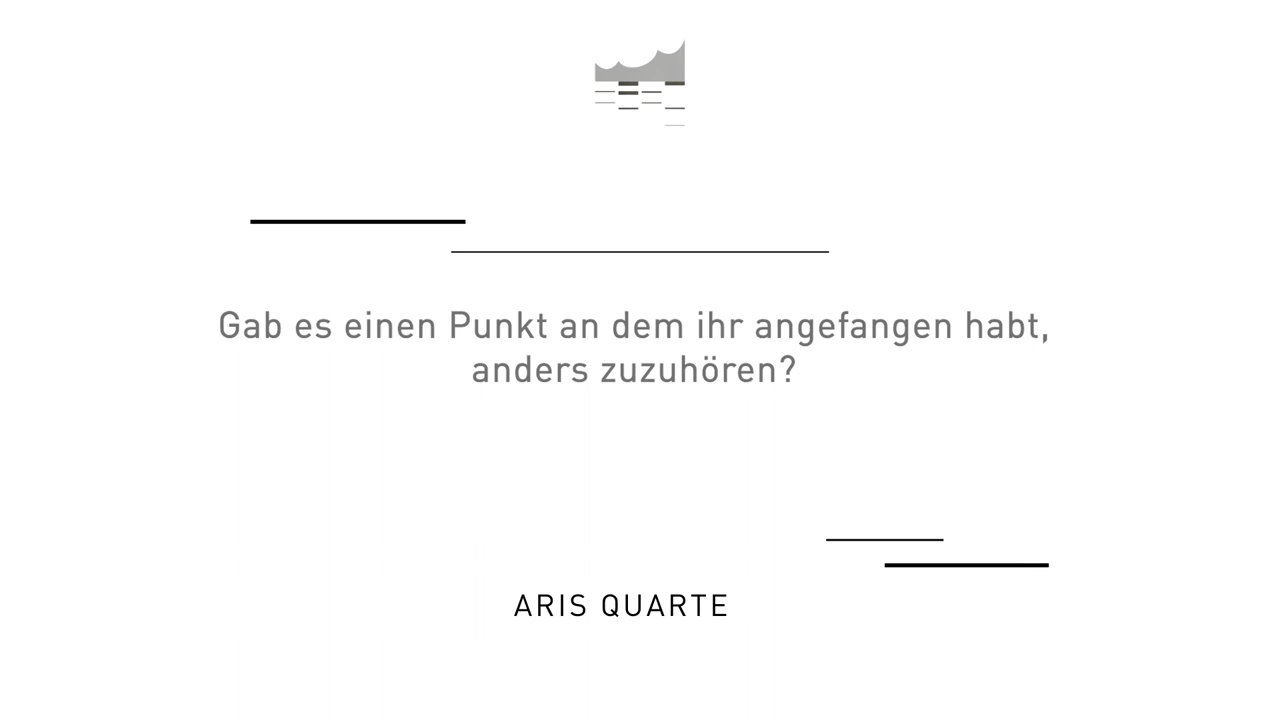 Gab es einen Punkt an dem ihr angefangen habt,
anders zuzuhören?
ARIS QUARTE